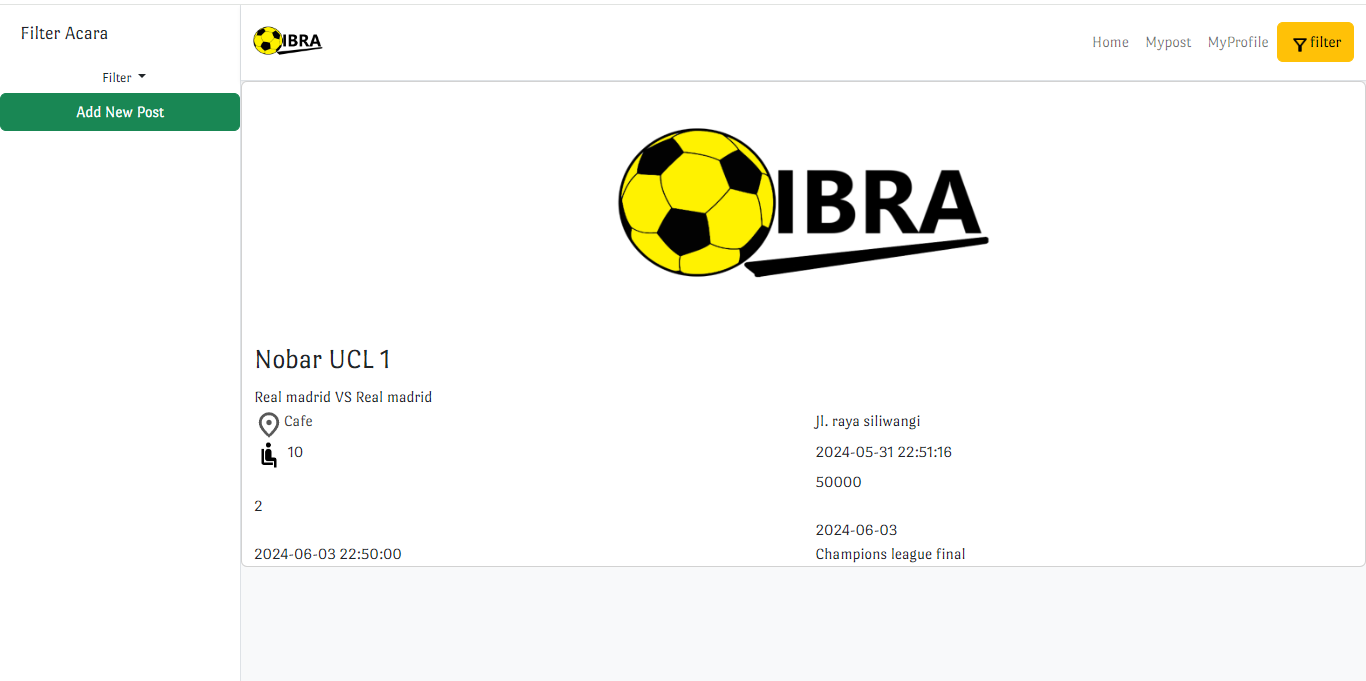 Filter Acara
IBRA
Home Mypost MyProfile filter
Filter
Add New Post
IBRA
Nobar UCL 1
Real madrid VS Real madrid
Cafe Jl. raya siliwangi
10 2024-05-31 22:51:16
50000
2
2024-06-03
2024-06-03 22:50:00 Champions league final